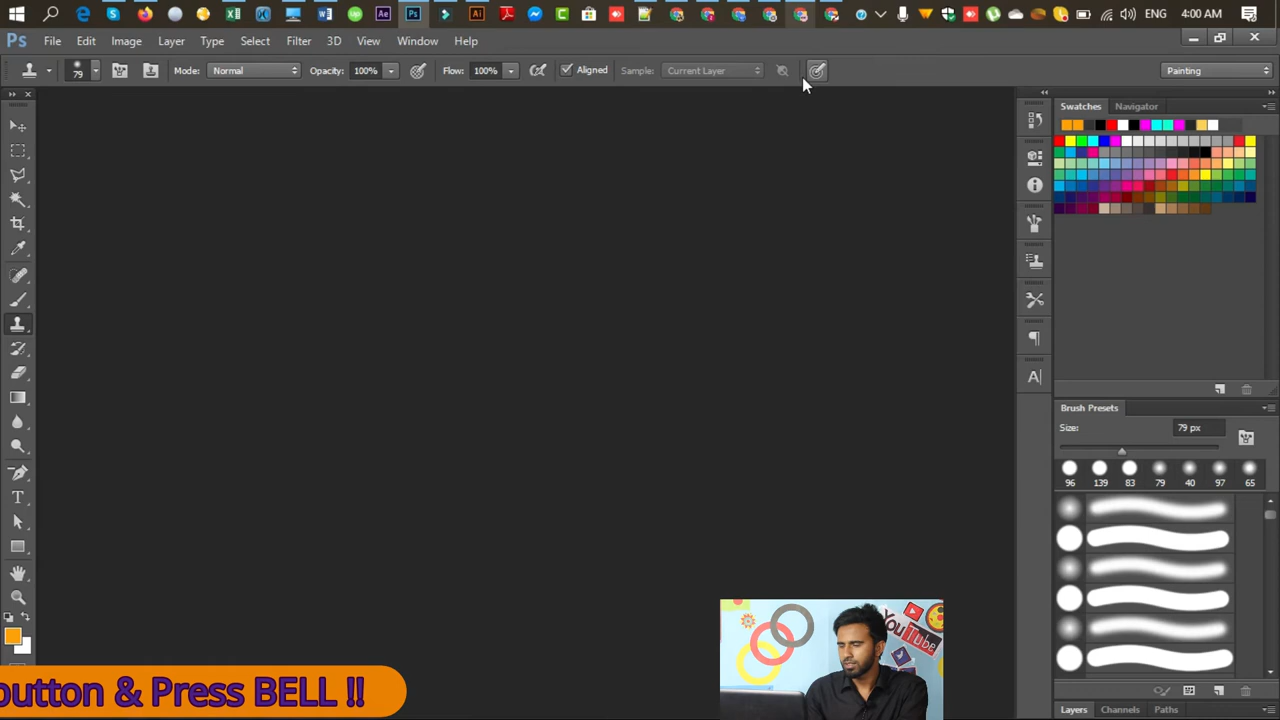 ENG
4:00 AM
Ps
File Edit Image Layer Type Select Filter 3D View Window Help
79
Mode: Normal
Opacity: 100%
Flow: 100%
Aligned
Sample: Current Layer
Painting
Swatches Navigator
Brush Presets
Size: 79 px
96 139 83 79 40 97 65
Layers Channels Paths
YouTube
button & Press BELL !!